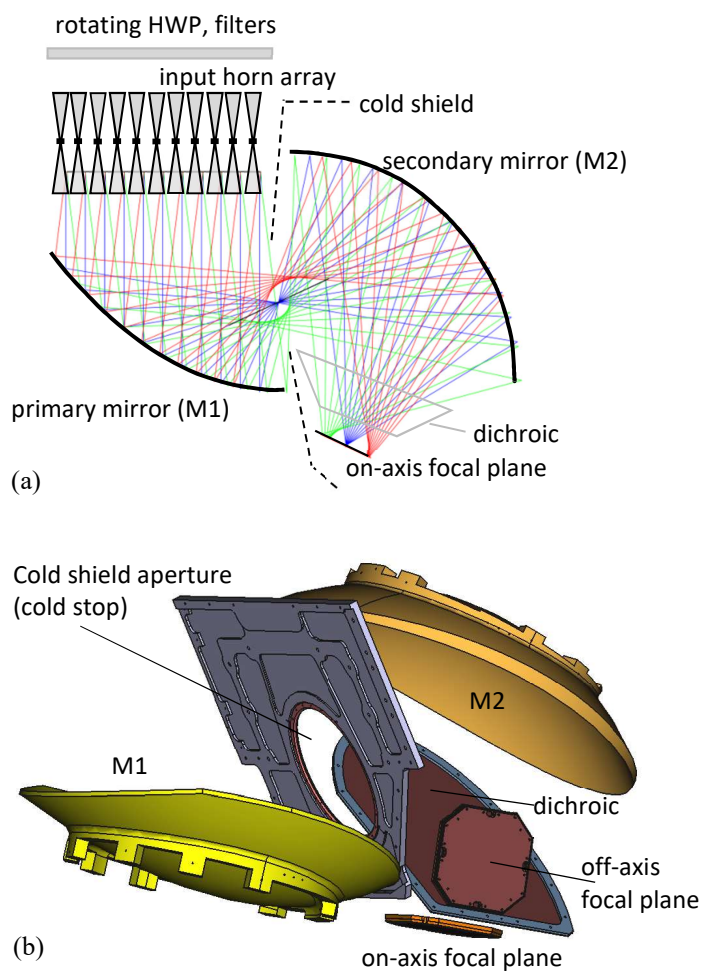 rotating HWP, filters
input horn array
cold shield
secondary mirror (M2)
primary mirror (M1)
dichroic
on-axis focal plane
(a)
Cold shield aperture
(cold stop)
M2
M1
dichroic
off-axis
focal plane
on-axis focal plane
(b)